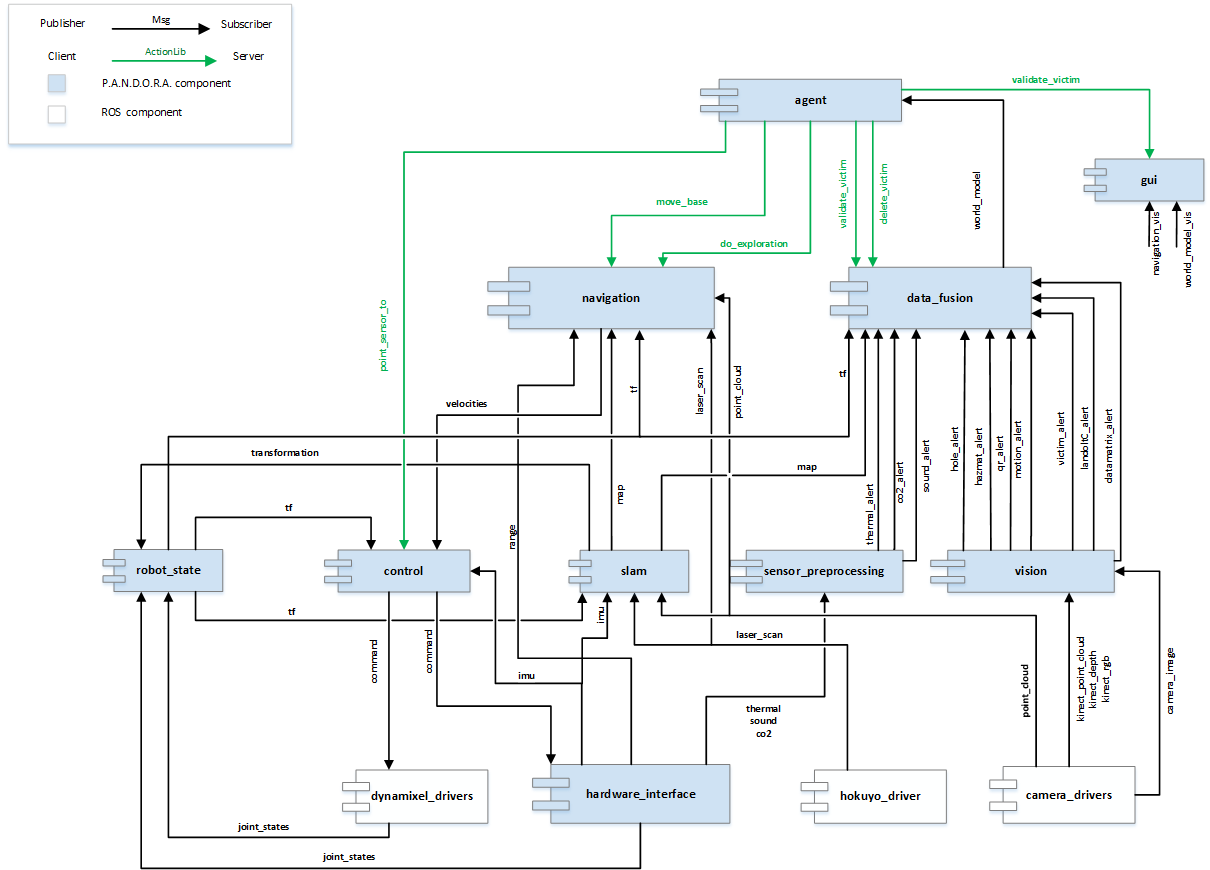 Publisher
Msg
Subscriber
Client
ActionLib
Server
P.A.N.D.O.R.A. component
ROS component
agent
validate_victim
gui
navigation_vis
world_model_vis
move_base
do_exploration
validate_victim
delete_victim
world_model
point_sensor_to
navigation
data_fusion
velocities
tf
laser_scan
point_cloud
tf
transformation
map
map
range
thermal_alert
co2_alert
sound_alert
hole_alert
hazmat_alert
qr_alert
motion_alert
victim_alert
landoltC_alert
datamatrix_alert
tf
robot_state
control
slam
sensor_preprocessing
vision
tf
imu
laser_scan
command
command
imu
thermal
sound
co2
point_cloud
kinect_point_cloud
kinect_depth
kinect_rgb
camera_image
dynamixel_drivers
hardware_interface
hokuyo_driver
camera_drivers
joint_states
joint_states